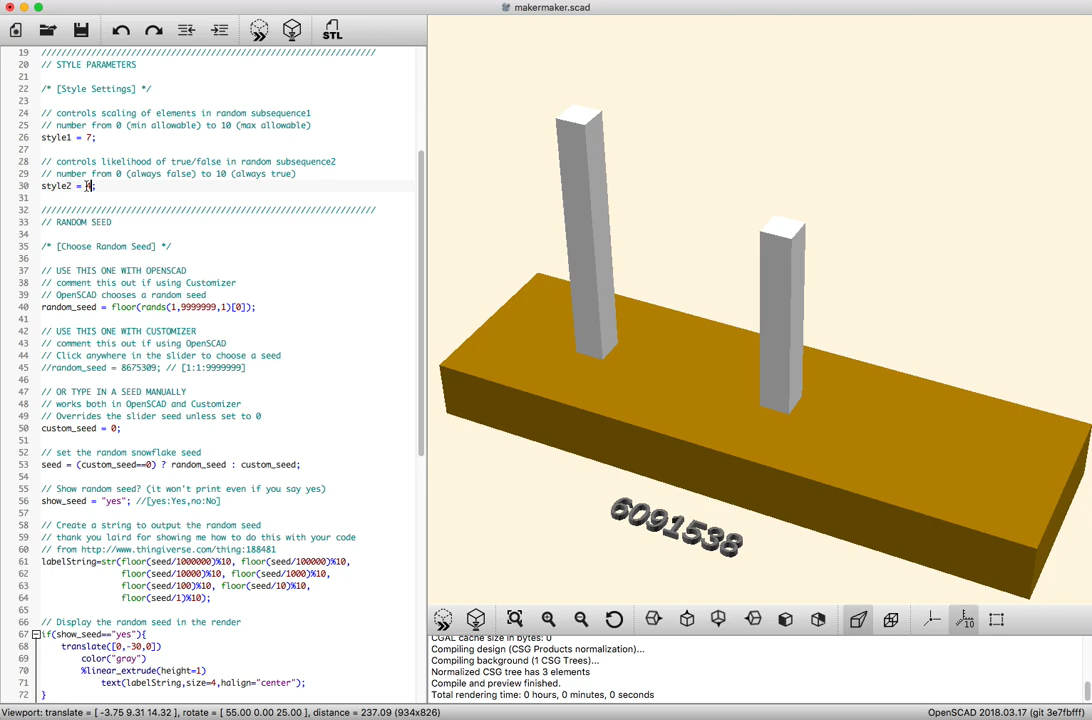 makermaker.scad
STL
19 ///////////////////////////////////////////////////////////////////
20 // STYLE PARAMETERS
21
22 /* [Style Settings] */
23
24 // controls scaling of elements in random subsequence1
25 // number from 0 (min allowable) to 10 (max allowable)
26 style1 = 7;
27
28 // controls likelihood of true/false in random subsequence2
29 // number from 0 (always false) to 10 (always true)
30 style2 = 4;
31
32 ///////////////////////////////////////////////////////////////////
33 // RANDOM SEED
34
35 /* [Choose Random Seed] */
36
37 // USE THIS ONE WITH OPENSCAD
38 // comment this out if using Customizer
39 // OpenSCAD chooses a random seed
40 random_seed = floor(rands(1,9999999,1)[0]);
41
42 // USE THIS ONE WITH CUSTOMIZER
43 // comment this out if using OpenSCAD
44 // Click anywhere in the slider to choose a seed
45 //random_seed = 8675309; // [1:1:9999999]
46
47 // OR TYPE IN A SEED MANUALLY
48 // works both in OpenSCAD and Customizer
49 // Overrides the slider seed unless set to 0
50 custom_seed = 0;
51
52 // set the random snowflake seed
53 seed = (custom_seed==0) ? random_seed : custom_seed;
54
55 // Show random seed? (it won't print even if you say yes)
56 show_seed = "yes"; //[yes:Yes,no:No]
57
58 // Create a string to output the random seed
59 // thank you laird for showing me how to do this with your code
60 // from http://www.thingiverse.com/thing:188481
61 labelString=str(floor(seed/1000000)%10, floor(seed/100000)%10,
62 floor(seed/10000)%10, floor(seed/1000)%10,
63 floor(seed/100)%10, floor(seed/10)%10,
64 floor(seed/1)%10);
65
66 // Display the random seed in the render
67 if(show_seed=="yes"){
68 translate([0,-30,0])
69 color("gray")
70 %linear_extrude(height=1)
71 text(labelString,size=4,halign="center");
72 }
6091538
10
CGAL cache size in bytes: 0
Compiling design (CSG Products normalization)...
Compiling background (1 CSG Trees)...
Normalized CSG tree has 3 elements
Compile and preview finished.
Total rendering time: 0 hours, 0 minutes, 0 seconds
Viewport: translate = [ -3.75 9.31 14.32 ], rotate = [ 55.00 0.00 25.00 ], distance = 237.09 (934x826)
OpenSCAD 2018.03.17 (git 3e7fbfff)